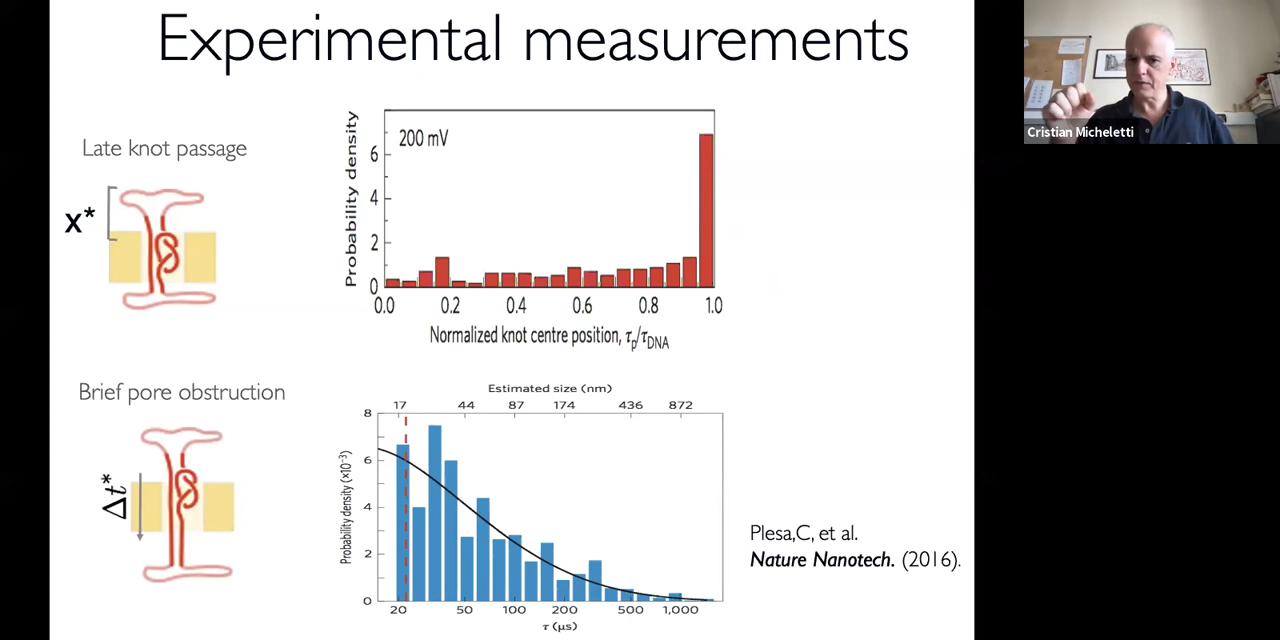 Experimental measurements
Late knot passage
x*
Probability density
200 mV
6
4
2
0
0.0 0.2 0.4 0.6 0.8 1.0
Normalized knot centre position, τp/τDNA
Brief pore obstruction
Δt*
Estimated size (nm)
17 44 87 174 436 872
Probability density (×10⁻³)
8
6
4
2
0
20 50 100 200 500 1,000
τ (µs)
Plesa,C, et al.
Nature Nanotech. (2016).
Cristian Micheletti